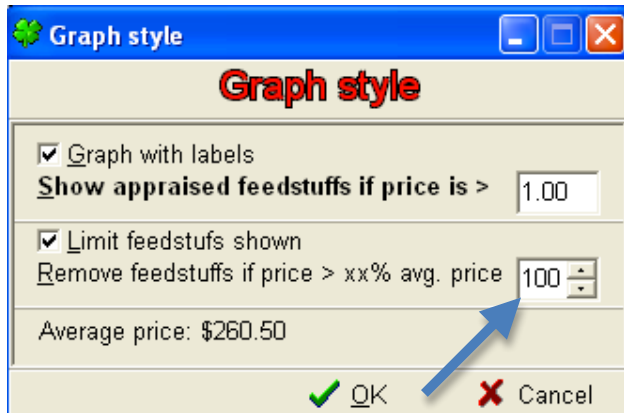 Graph style
Graph style
Graph with labels
Show appraised feedstuffs if price is > 1.00
Limit feedstufs shown
Remove feedstuffs if price > xx% avg. price 100
Average price: $260.50
OK Cancel